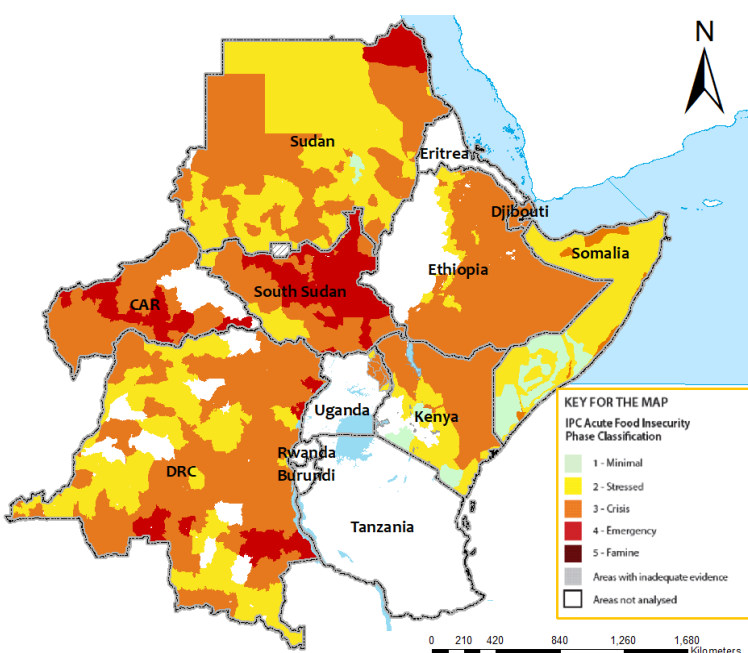 N
Sudan
Eritrea
Djibouti
Somalia
Ethiopia
South Sudan
CAR
Uganda
Kenya
Rwanda
Burundi
DRC
Tanzania
KEY FOR THE MAP
IPC Acute Food Insecurity
Phase Classification
1 - Minimal
2 - Stressed
3 - Crisis
4 - Emergency
5 - Famine
Areas with inadequate evidence
Areas not analysed
0 210 420 840 1,260 1,680
Kilometers